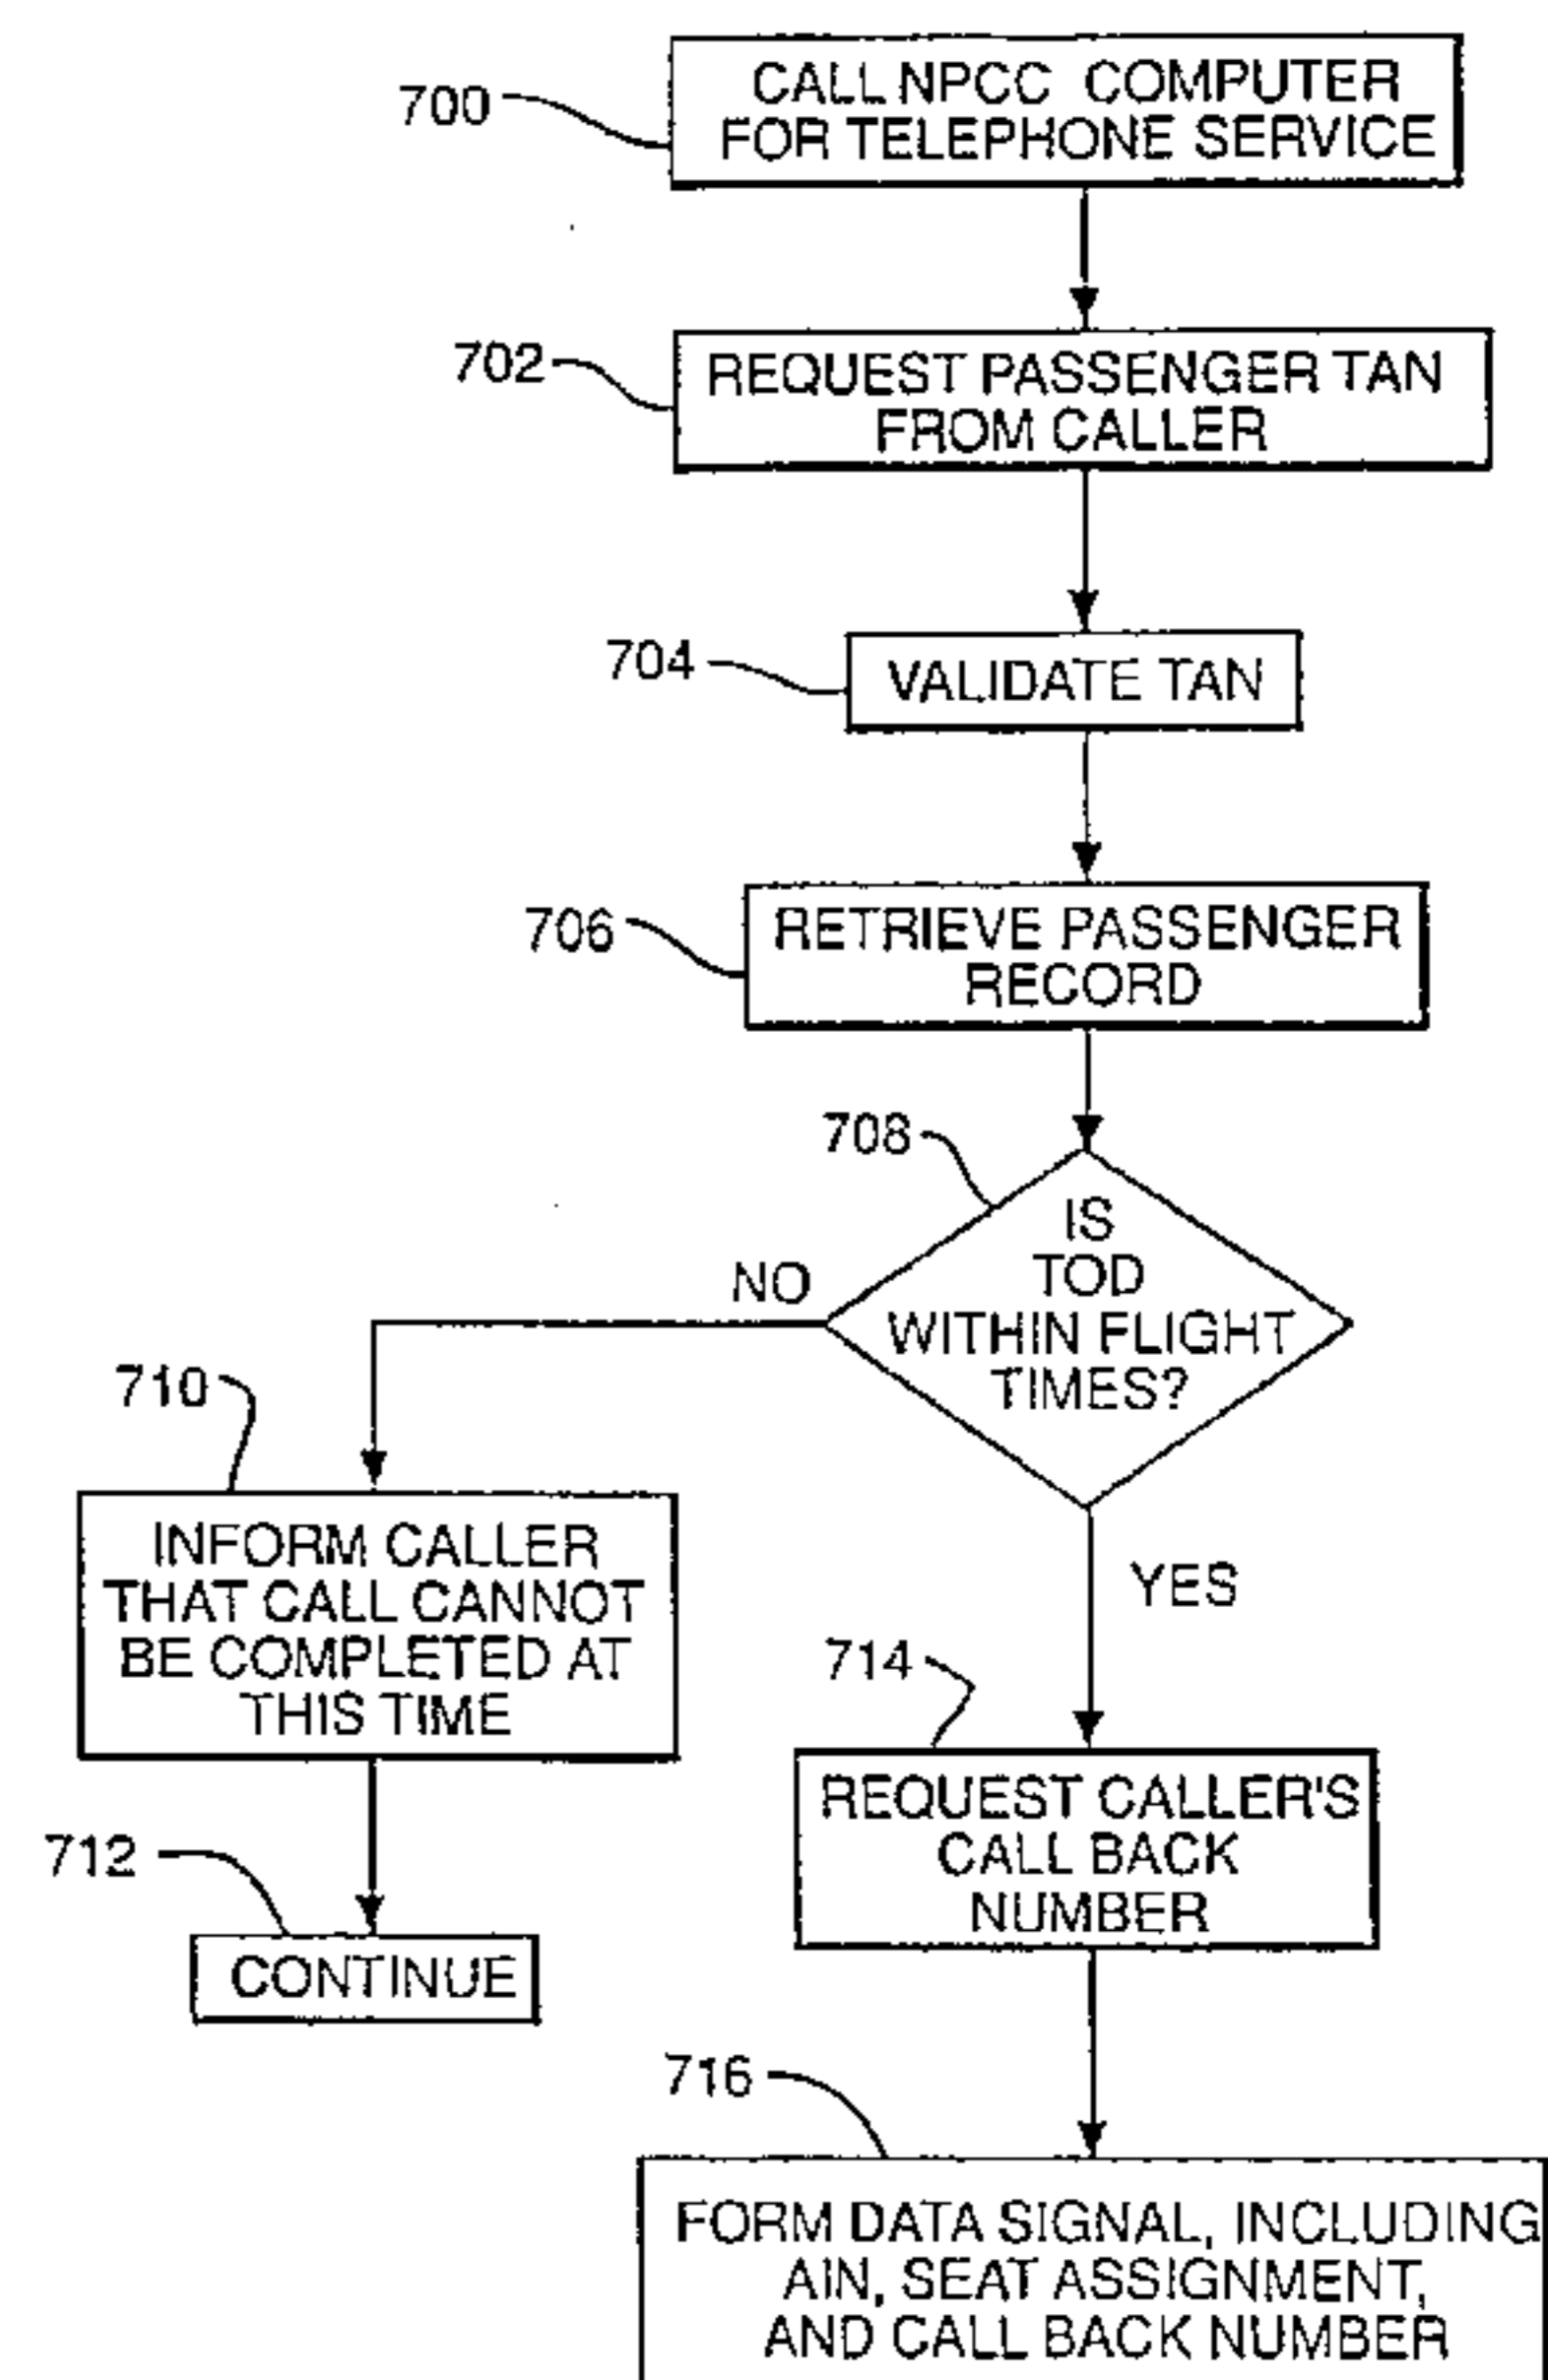 700
CALL NPCC COMPUTER
FOR TELEPHONE SERVICE
702
REQUEST PASSENGER TAN
FROM CALLER
704
VALIDATE TAN
706
RETRIEVE PASSENGER
RECORD
708
IS
TOD
WITHIN FLIGHT
TIMES?
NO
YES
710
INFORM CALLER
THAT CALL CANNOT
BE COMPLETED AT
THIS TIME
712
CONTINUE
714
REQUEST CALLER'S
CALL BACK
NUMBER
716
FORM DATA SIGNAL, INCLUDING
AIN, SEAT ASSIGNMENT,
AND CALL BACK NUMBER